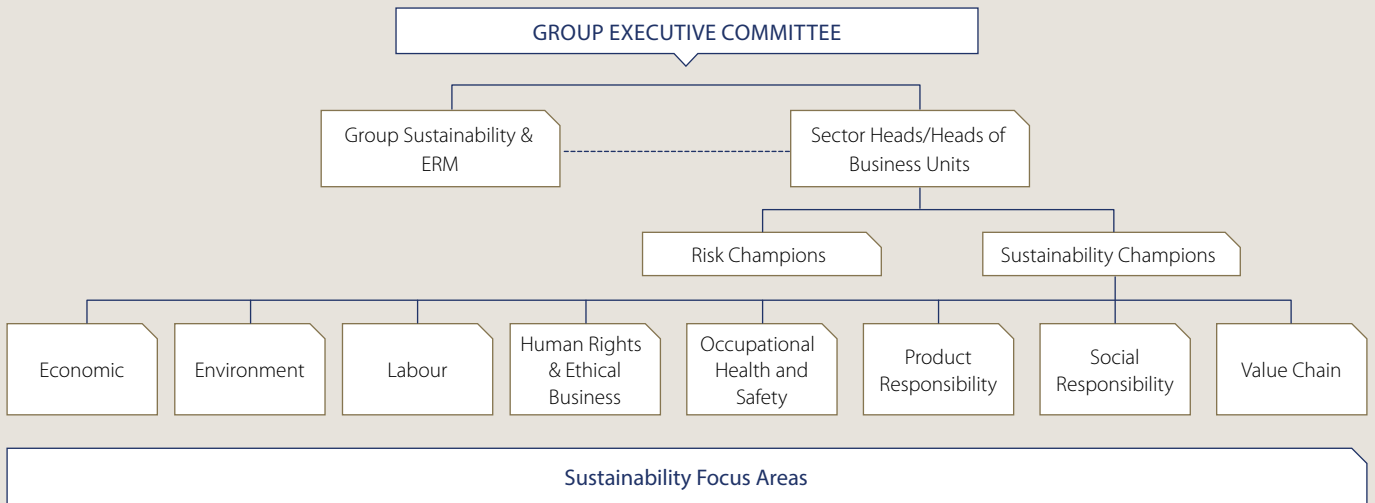 GROUP EXECUTIVE COMMITTEE
Group Sustainability &
ERM
Sector Heads/Heads of
Business Units
Risk Champions
Sustainability Champions
Economic
Environment
Labour
Human Rights
& Ethical
Business
Occupational
Health and
Safety
Product
Responsibility
Social
Responsibility
Value Chain
Sustainability Focus Areas